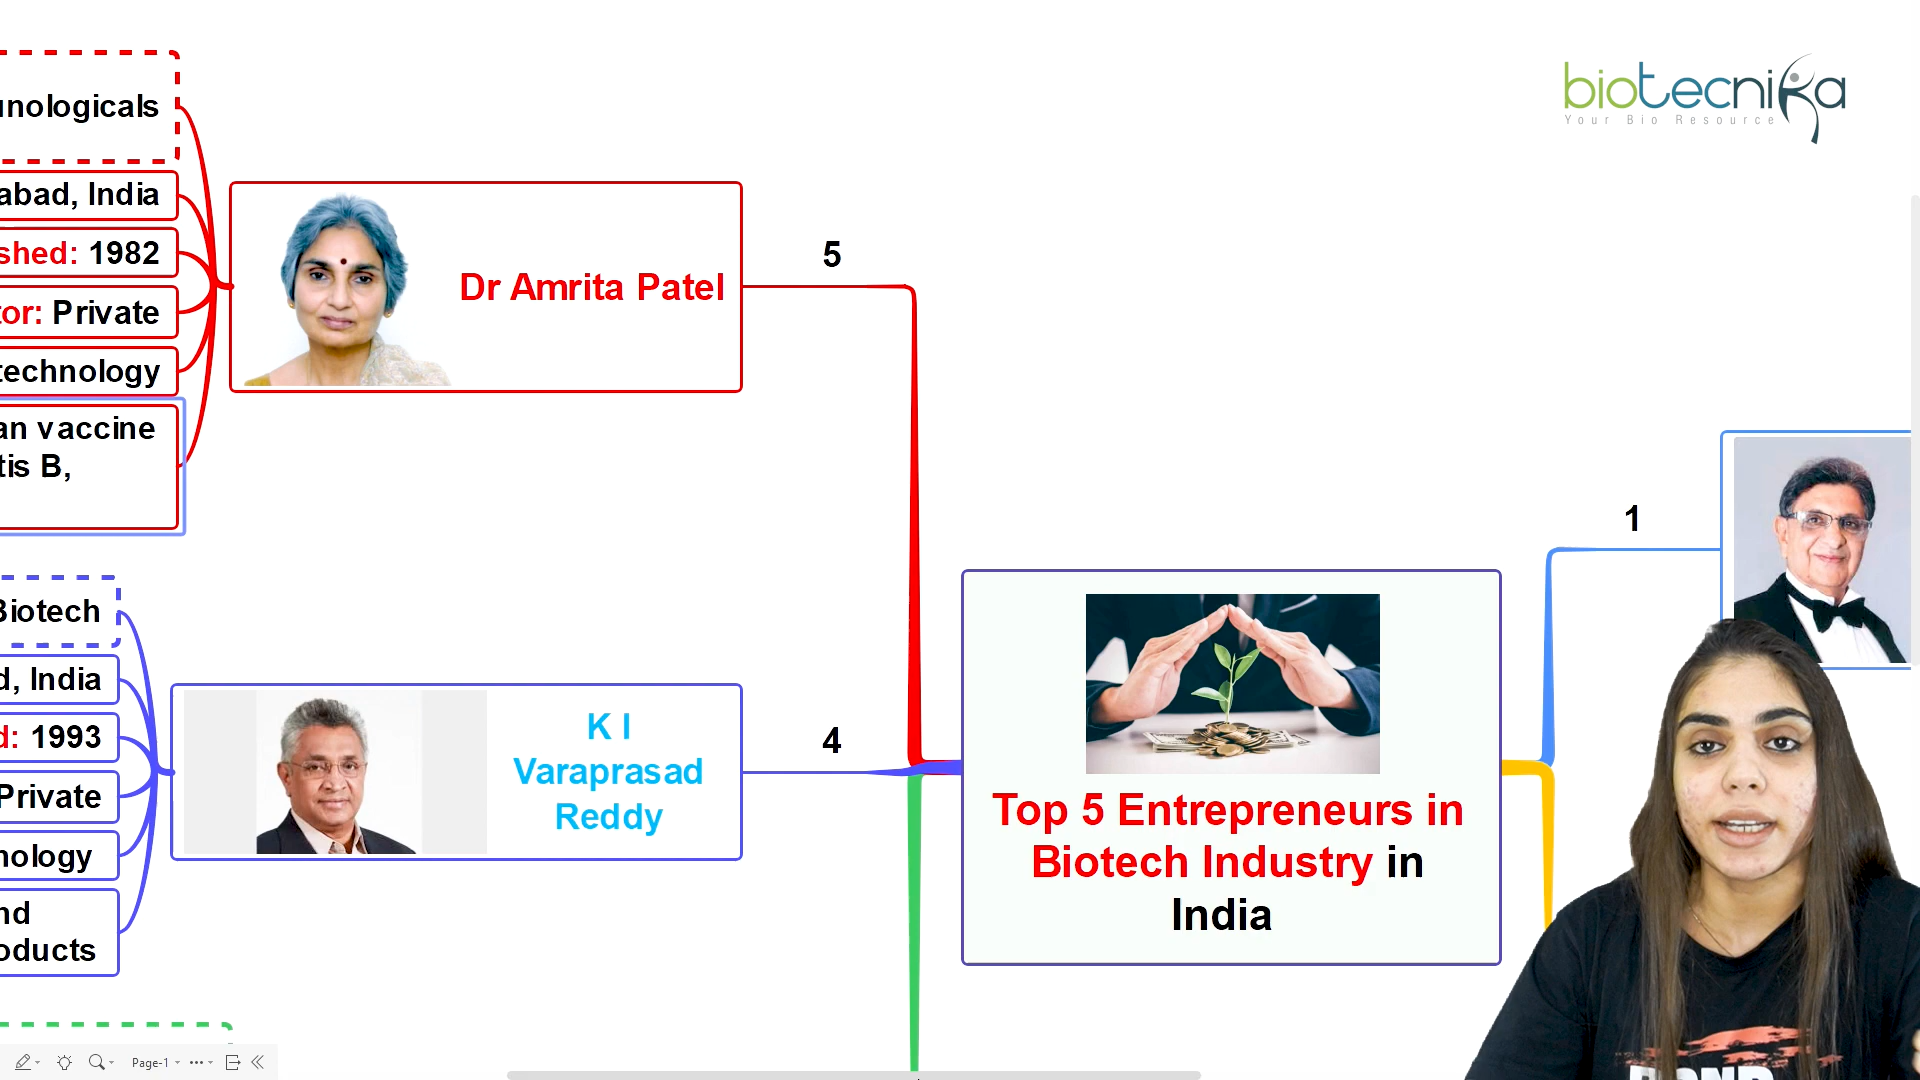 biotecnika
Your Bio Resource
unologicals
abad, India
shed: 1982
tor: Private
technology
an vaccine
tis B,
Dr Amrita Patel
5
1
Biotech
d, India
d: 1993
Private
nology
nd
oducts
K I
Varaprasad
Reddy
4
Top 5 Entrepreneurs in
Biotech Industry in
India
Page-1